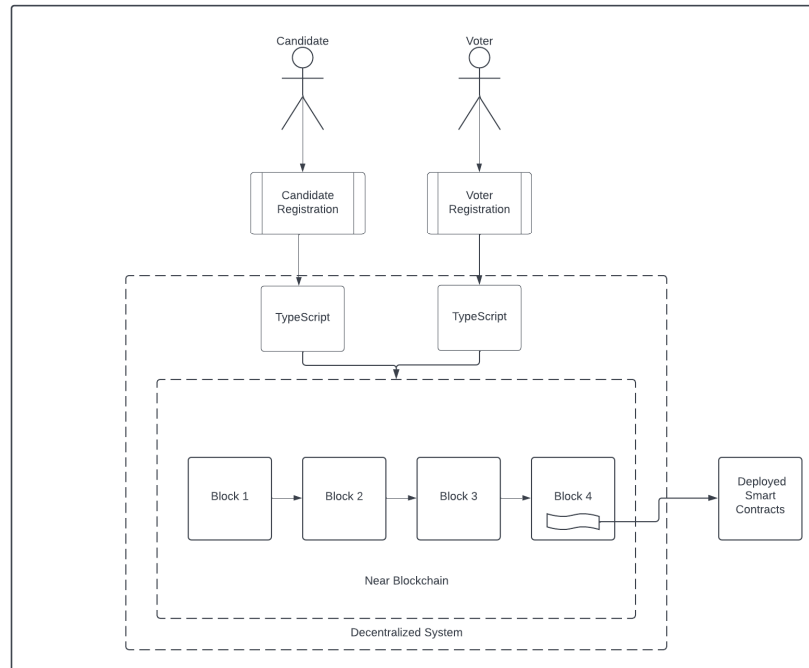 Candidate
Voter
Candidate
Registration
Voter
Registration
TypeScript
TypeScript
Block 1
Block 2
Block 3
Block 4
Deployed
Smart
Contracts
Near Blockchain
Decentralized System